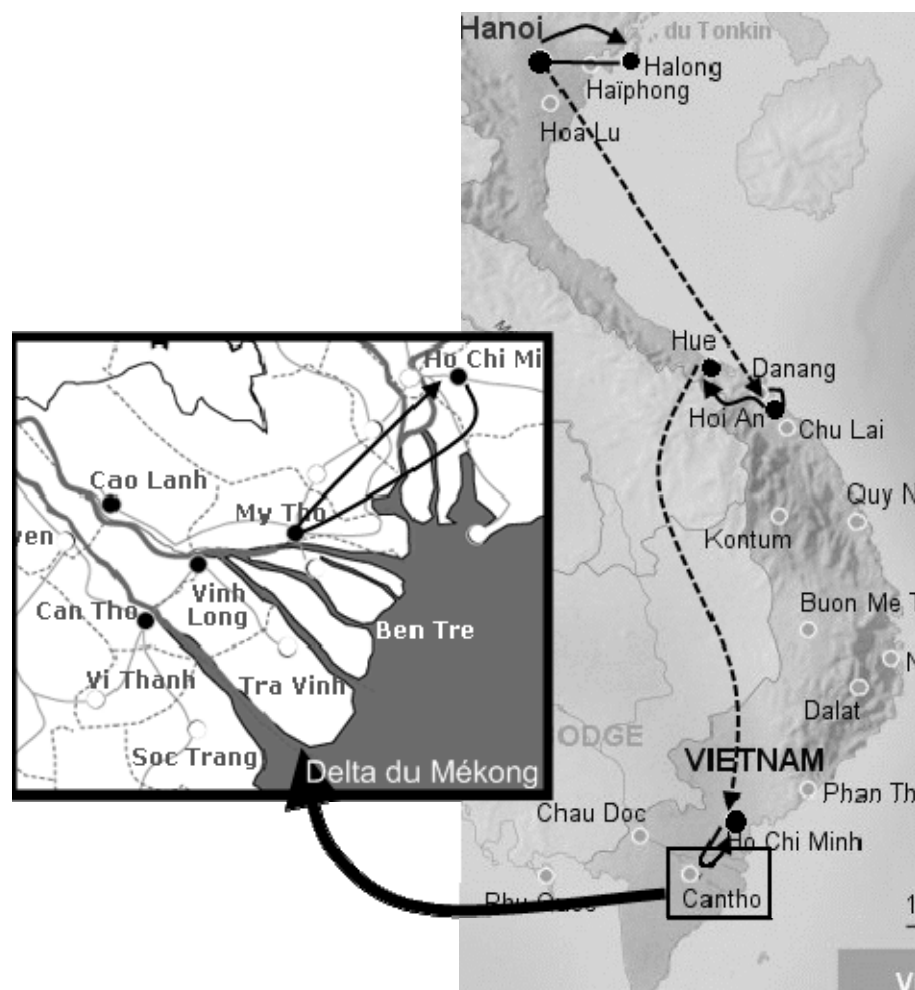 Hanoi
du Tonkin
Halong
Haïphong
Hoa Lu
Hue
Danang
Hoi An
Chu Lai
Quy N
Kontum
Buon Me T
N
Dalat
ODGE
VIETNAM
Phan Th
Chau Doc
Ho Chi Minh
Cantho
1
V
Ho Chi Mi
Cao Lanh
My Tho
yen
Vinh
Long
Can Tho
Ben Tre
Vi Thanh
Tra Vinh
Soc Trang
Delta du Mékong